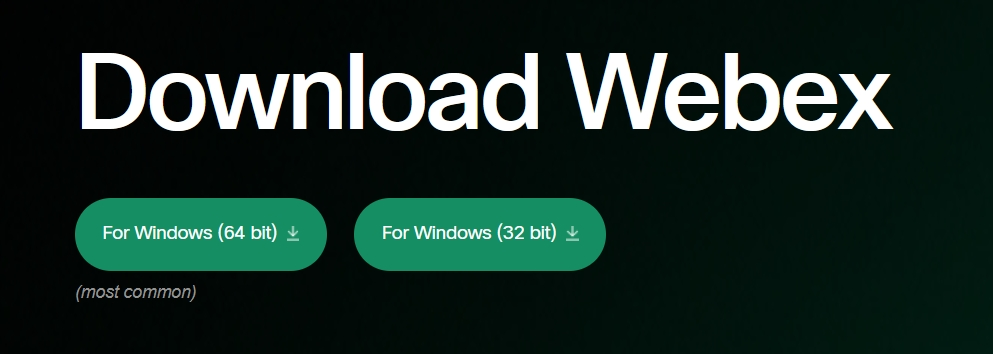 Download Webex
For Windows (64 bit)
For Windows (32 bit)
(most common)